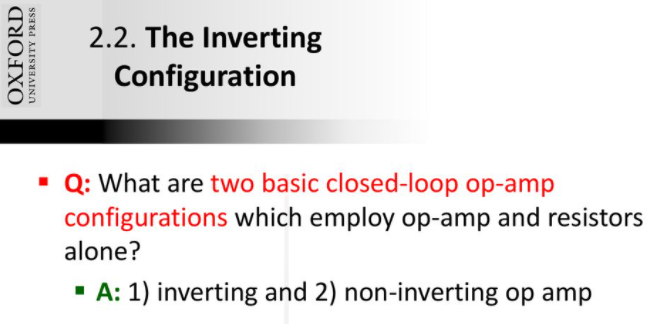 OXFORD
UNIVERSITY PRESS
2.2. The Inverting
Configuration
▪ Q: What are two basic closed-loop op-amp
configurations which employ op-amp and resistors
alone?
▪ A: 1) inverting and 2) non-inverting op amp